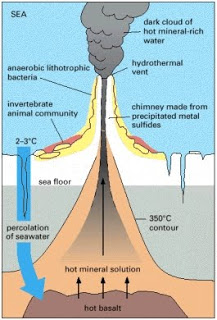 SEA
dark cloud of
hot mineral-rich
water
anaerobic lithotrophic
bacteria
hydrothermal
vent
invertebrate
animal community
chimney made from
precipitated metal
sulfides
2–3°C
sea floor
350°C
contour
percolation
of seawater
hot mineral solution
hot basalt